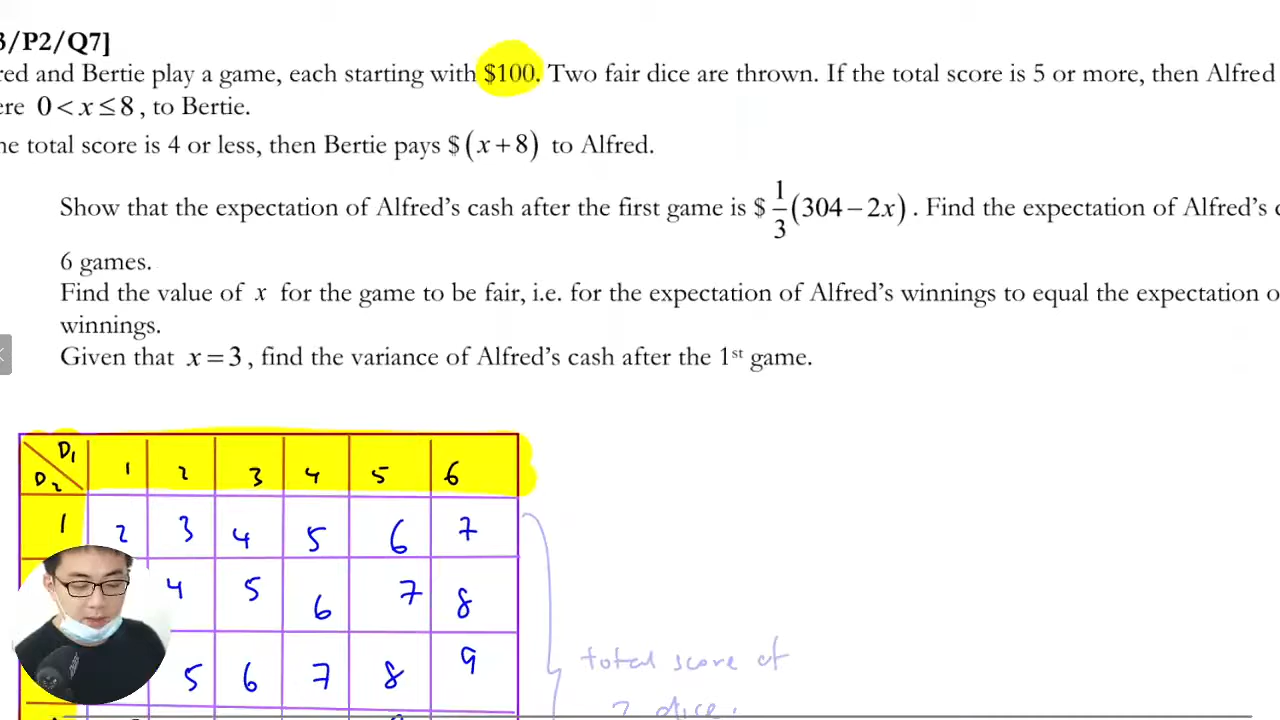 3/P2/Q7]
red and Bertie play a game, each starting with $100. Two fair dice are thrown. If the total score is 5 or more, then Alfred
ere 0 < x ≤ 8, to Bertie.
he total score is 4 or less, then Bertie pays $(x+8) to Alfred.
Show that the expectation of Alfred's cash after the first game is $ 1/3 (304 − 2x). Find the expectation of Alfred's c
6 games.
Find the value of x for the game to be fair, i.e. for the expectation of Alfred's winnings to equal the expectation o
winnings.
Given that x = 3, find the variance of Alfred's cash after the 1st game.
D1 1 2 3 4 5 6
D2
1 2 3 4 5 6 7
4 5 6 7 8
5 6 7 8 9
total score of
2 dice.